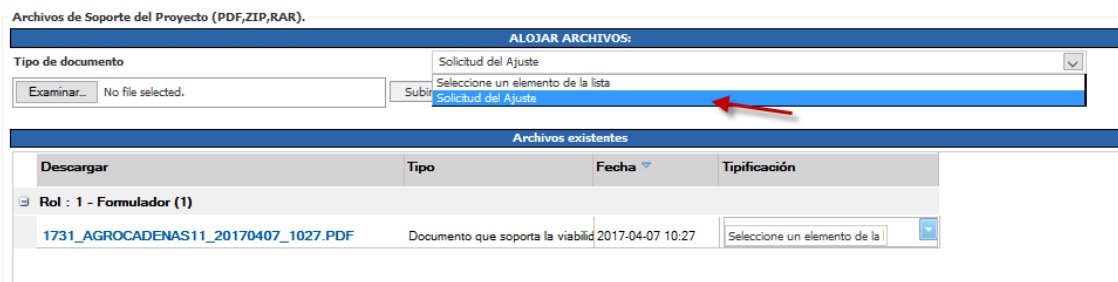 Archivos de Soporte del Proyecto (PDF,ZIP,RAR).
ALOJAR ARCHIVOS:
Tipo de documento
Solicitud del Ajuste
Examinar... No file selected.
Subir
Seleccione un elemento de la lista
Solicitud del Ajuste
Archivos existentes
Descargar Tipo Fecha Tipificación
Rol : 1 - Formulador (1)
1731_AGROCADENAS11_20170407_1027.PDF Documento que soporta la viabilid 2017-04-07 10:27 Seleccione un elemento de la l